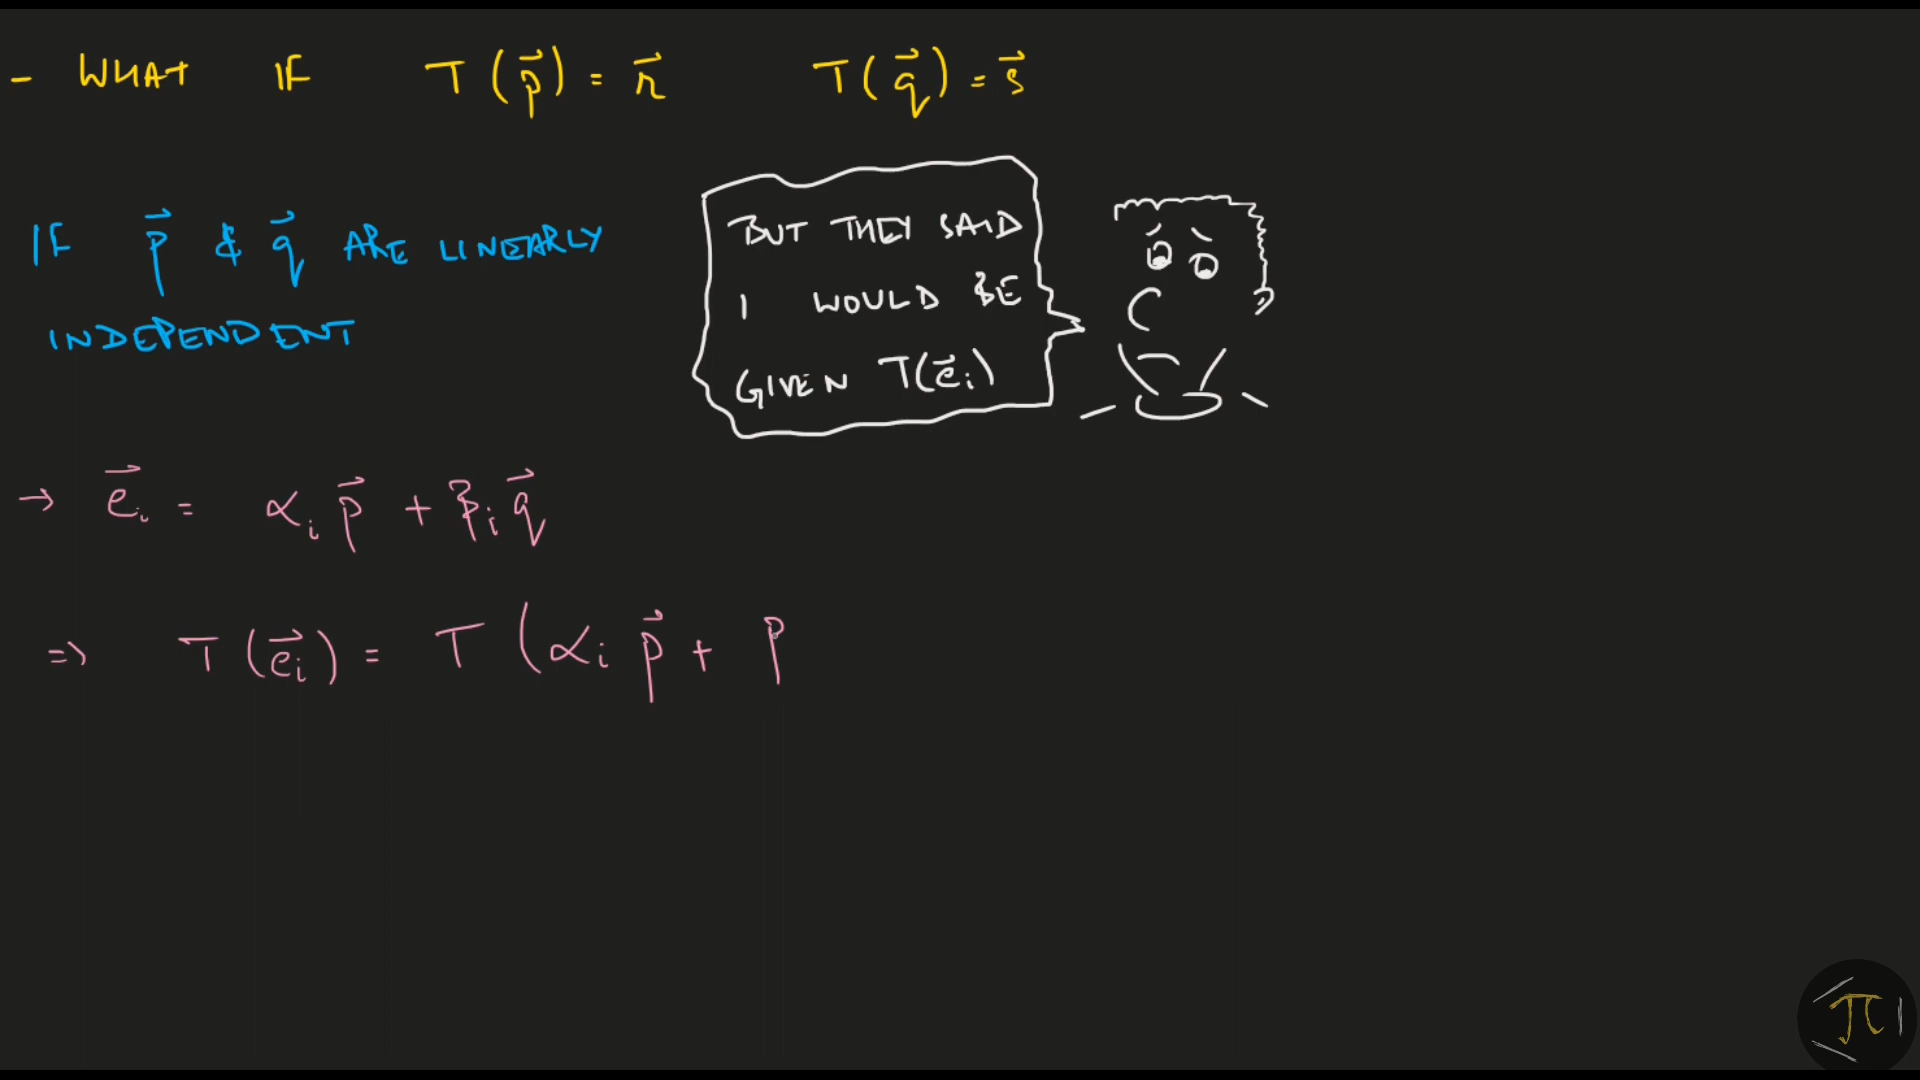 - WHAT IF T(p⃗) = r⃗ T(q⃗) = s⃗
IF p⃗ & q⃗ ARE LINEARLY
INDEPENDENT
BUT THEY SAID
I WOULD BE
GIVEN T(e⃗ᵢ)
→ e⃗ᵢ = αᵢ p⃗ + βᵢ q⃗
⇒ T(e⃗ᵢ) = T (αᵢ p⃗ + β
π